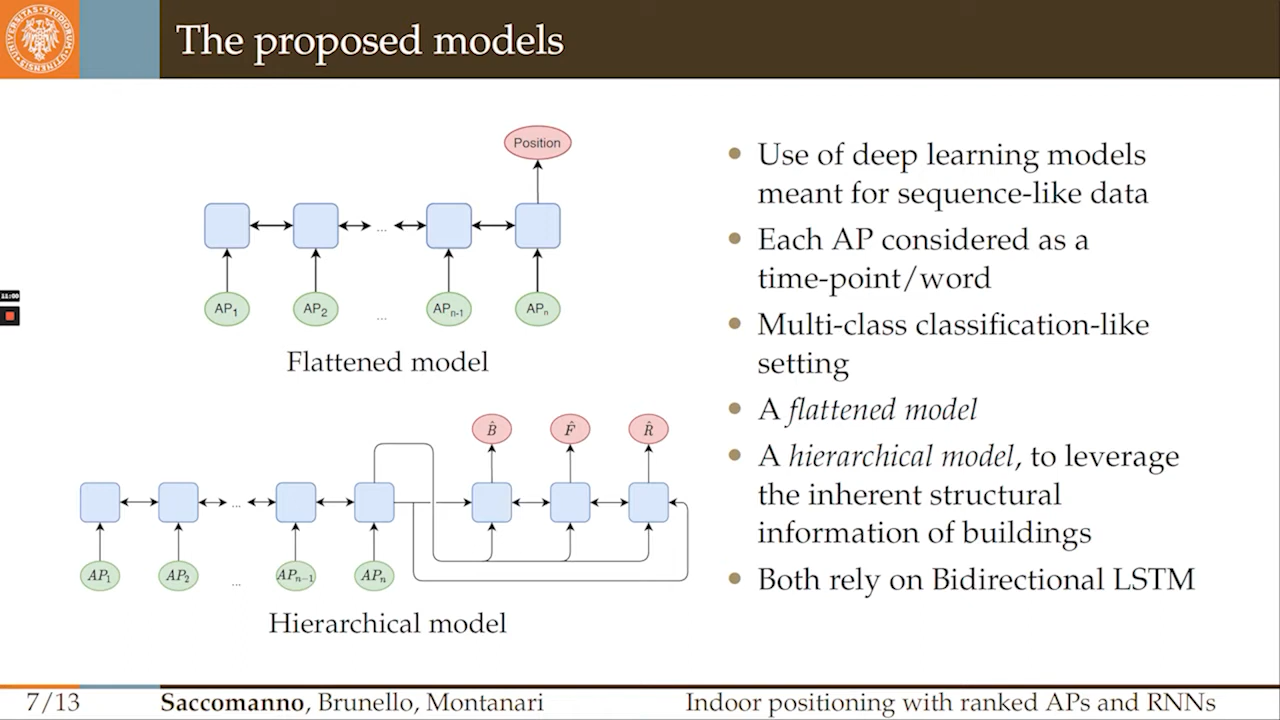 The proposed models
Position
...
AP1
AP2
...
APn-1
APn
Flattened model
B̂
F̂
R̂
...
AP1
AP2
...
APn−1
APn
Hierarchical model
• Use of deep learning models
meant for sequence-like data
• Each AP considered as a
time-point/word
• Multi-class classification-like
setting
• A flattened model
• A hierarchical model, to leverage
the inherent structural
information of buildings
• Both rely on Bidirectional LSTM
7/13
Saccomanno, Brunello, Montanari
Indoor positioning with ranked APs and RNNs